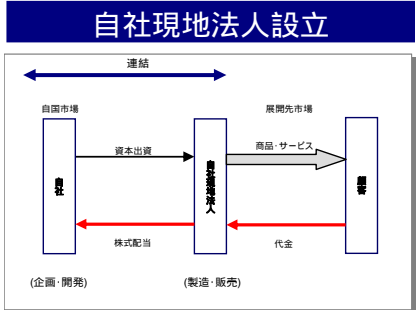 自社現地法人設立
連結
自国市場
展開先市場
資本出資
商品・サービス
自社
自社現地法人
顧客
株式配当
代金
(企画・開発)
(製造・販売)